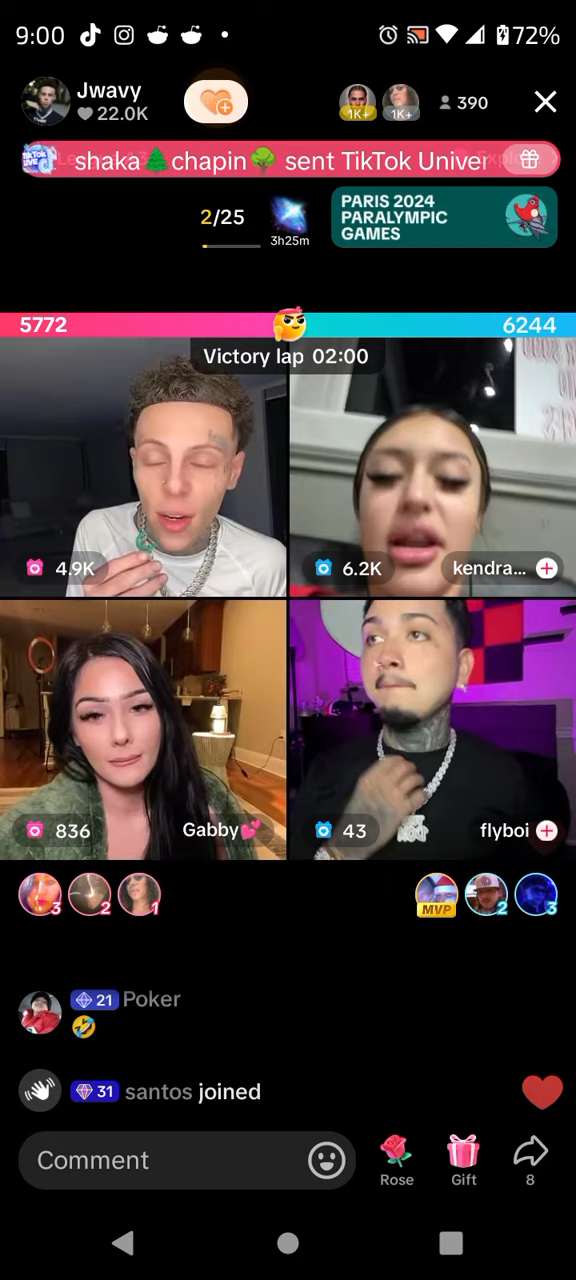 9:00
72%
Jwavy
22.0K
1K+
1K+
390
shaka🌲chapin🌳 sent TikTok Univer
2/25
3h25m
PARIS 2024
PARALYMPIC
GAMES
5772
6244
Victory lap 02:00
4.9K
6.2K
kendra...
836
Gabby💕
43
flyboi
3
2
1
MVP
2
3
21 Poker
🤣
31 santos joined
Comment
Rose
Gift
8